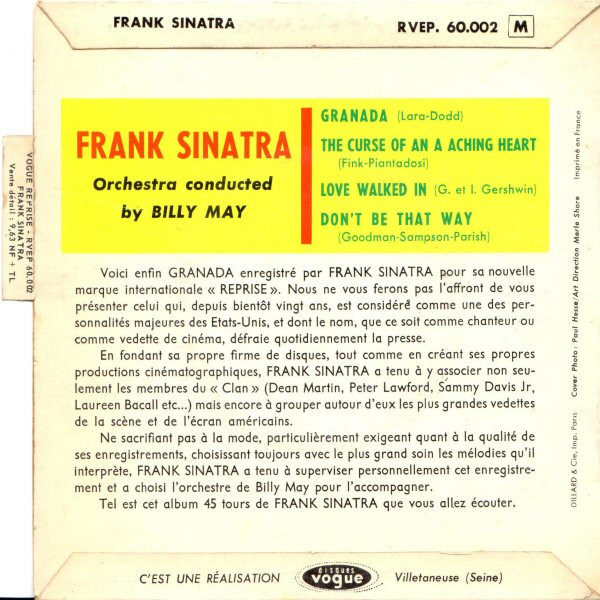 FRANK SINATRA
RVEP. 60.002 M
FRANK SINATRA
Orchestra conducted
by BILLY MAY
GRANADA (Lara-Dodd)
THE CURSE OF AN A ACHING HEART
(Fink-Piantadosi)
LOVE WALKED IN (G. et I. Gershwin)
DON'T BE THAT WAY
(Goodman-Sampson-Parish)
Voici enfin GRANADA enregistré par FRANK SINATRA pour sa nouvelle
marque internationale « REPRISE ». Nous ne vous ferons pas l'affront de vous
présenter celui qui, depuis bientôt vingt ans, est considéré comme une des per-
sonnalités majeures des Etats-Unis, et dont le nom, que ce soit comme chanteur ou
comme vedette de cinéma, défraie quotidiennement la presse.
En fondant sa propre firme de disques, tout comme en créant ses propres
productions cinématographiques, FRANK SINATRA a tenu à y associer non seu-
lement les membres du « Clan » (Dean Martin, Peter Lawford, Sammy Davis Jr,
Laureen Bacall etc...) mais encore à grouper autour d'eux les plus grandes vedettes
de la scène et de l'écran américains.
Ne sacrifiant pas à la mode, particulièrement exigeant quant à la qualité de
ses enregistrements, choisissant toujours avec le plus grand soin les mélodies qu'il
interprète, FRANK SINATRA a tenu à superviser personnellement cet enregistre-
ment et a choisi l'orchestre de Billy May pour l'accompagner.
Tel est cet album 45 tours de FRANK SINATRA que vous allez écouter.
C'EST UNE RÉALISATION
disques
vogue
Villetaneuse (Seine)
VOGUE REPRISE - RVEP 60.002
FRANK SINATRA
Vente détail : 9,63 NF + TL
DILLARD & Cie, Imp. Paris Cover Photo : Paul Hesse/Art Direction Merle Shore Imprimé en France